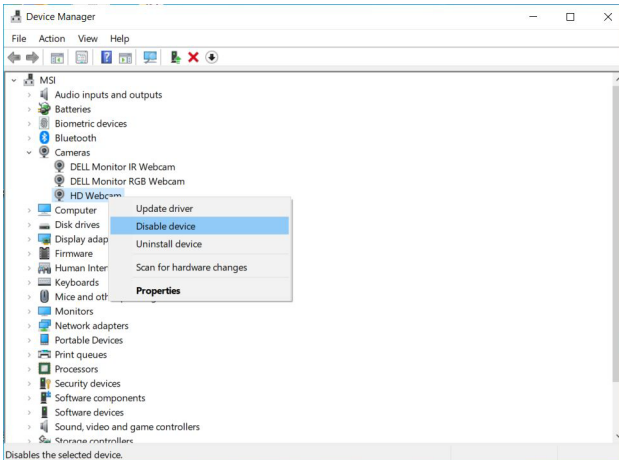 Device Manager
File Action View Help
MSI
Audio inputs and outputs
Batteries
Biometric devices
Bluetooth
Cameras
DELL Monitor IR Webcam
DELL Monitor RGB Webcam
HD Webcam
Computer
Disk drives
Display adap
Firmware
Human Inter
Keyboards
Mice and oth
Monitors
Network adapters
Portable Devices
Print queues
Processors
Security devices
Software components
Software devices
Sound, video and game controllers
Storage controllers
Update driver
Disable device
Uninstall device
Scan for hardware changes
Properties
Disables the selected device.